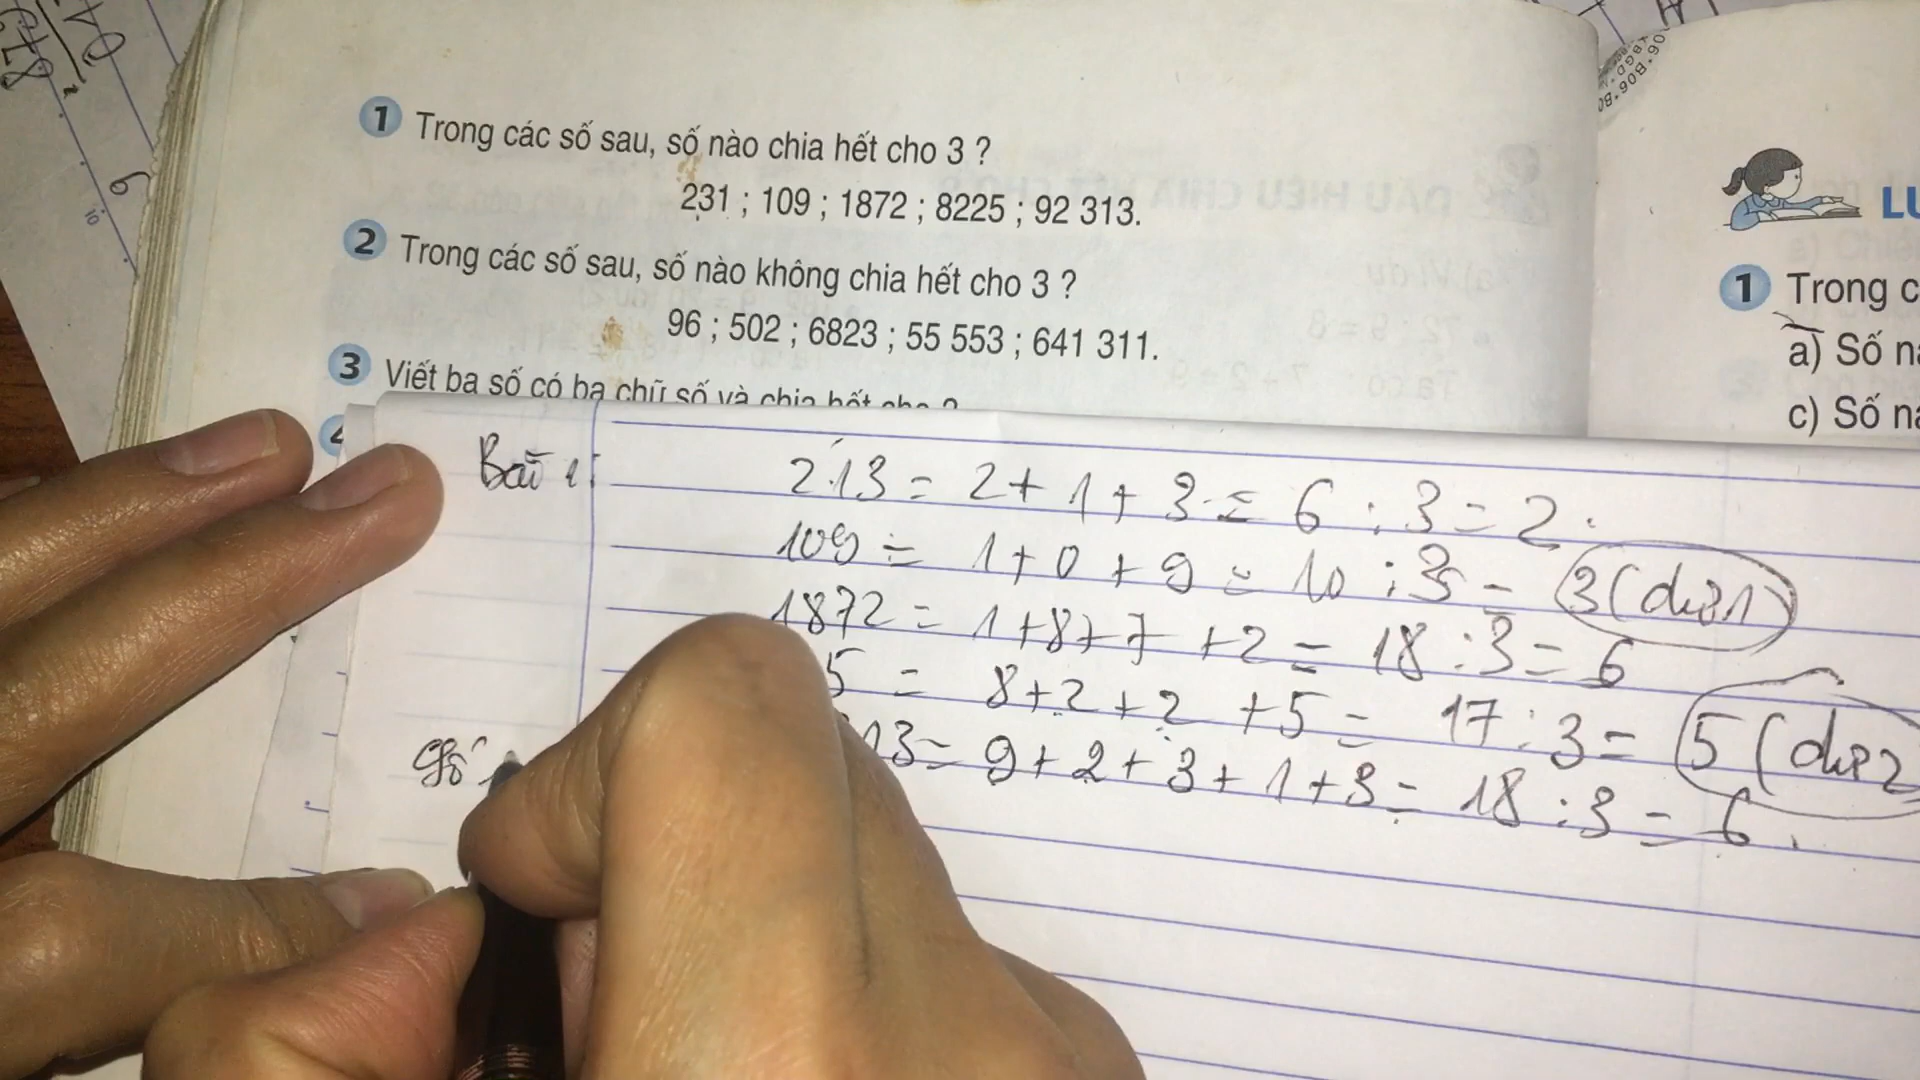 1 Trong các số sau, số nào chia hết cho 3 ?
231 ; 109 ; 1872 ; 8225 ; 92 313.
2 Trong các số sau, số nào không chia hết cho 3 ?
96 ; 502 ; 6823 ; 55 553 ; 641 311.
3 Viết ba số có ba chữ số và chia hết cho
4
Bài 1:
213 = 2 + 1 + 3 = 6 : 3 = 2.
109 = 1 + 0 + 9 = 10 : 3 = 3 (dư 1)
1872 = 1 + 8 + 7 + 2 = 18 : 3 = 6
5 = 8 + 2 + 2 + 5 = 17 : 3 = 5 (dư 2
13 = 9 + 2 + 3 + 1 + 3 = 18 : 3 = 6.
Số
LU
1 Trong c
a) Số n
c) Số n